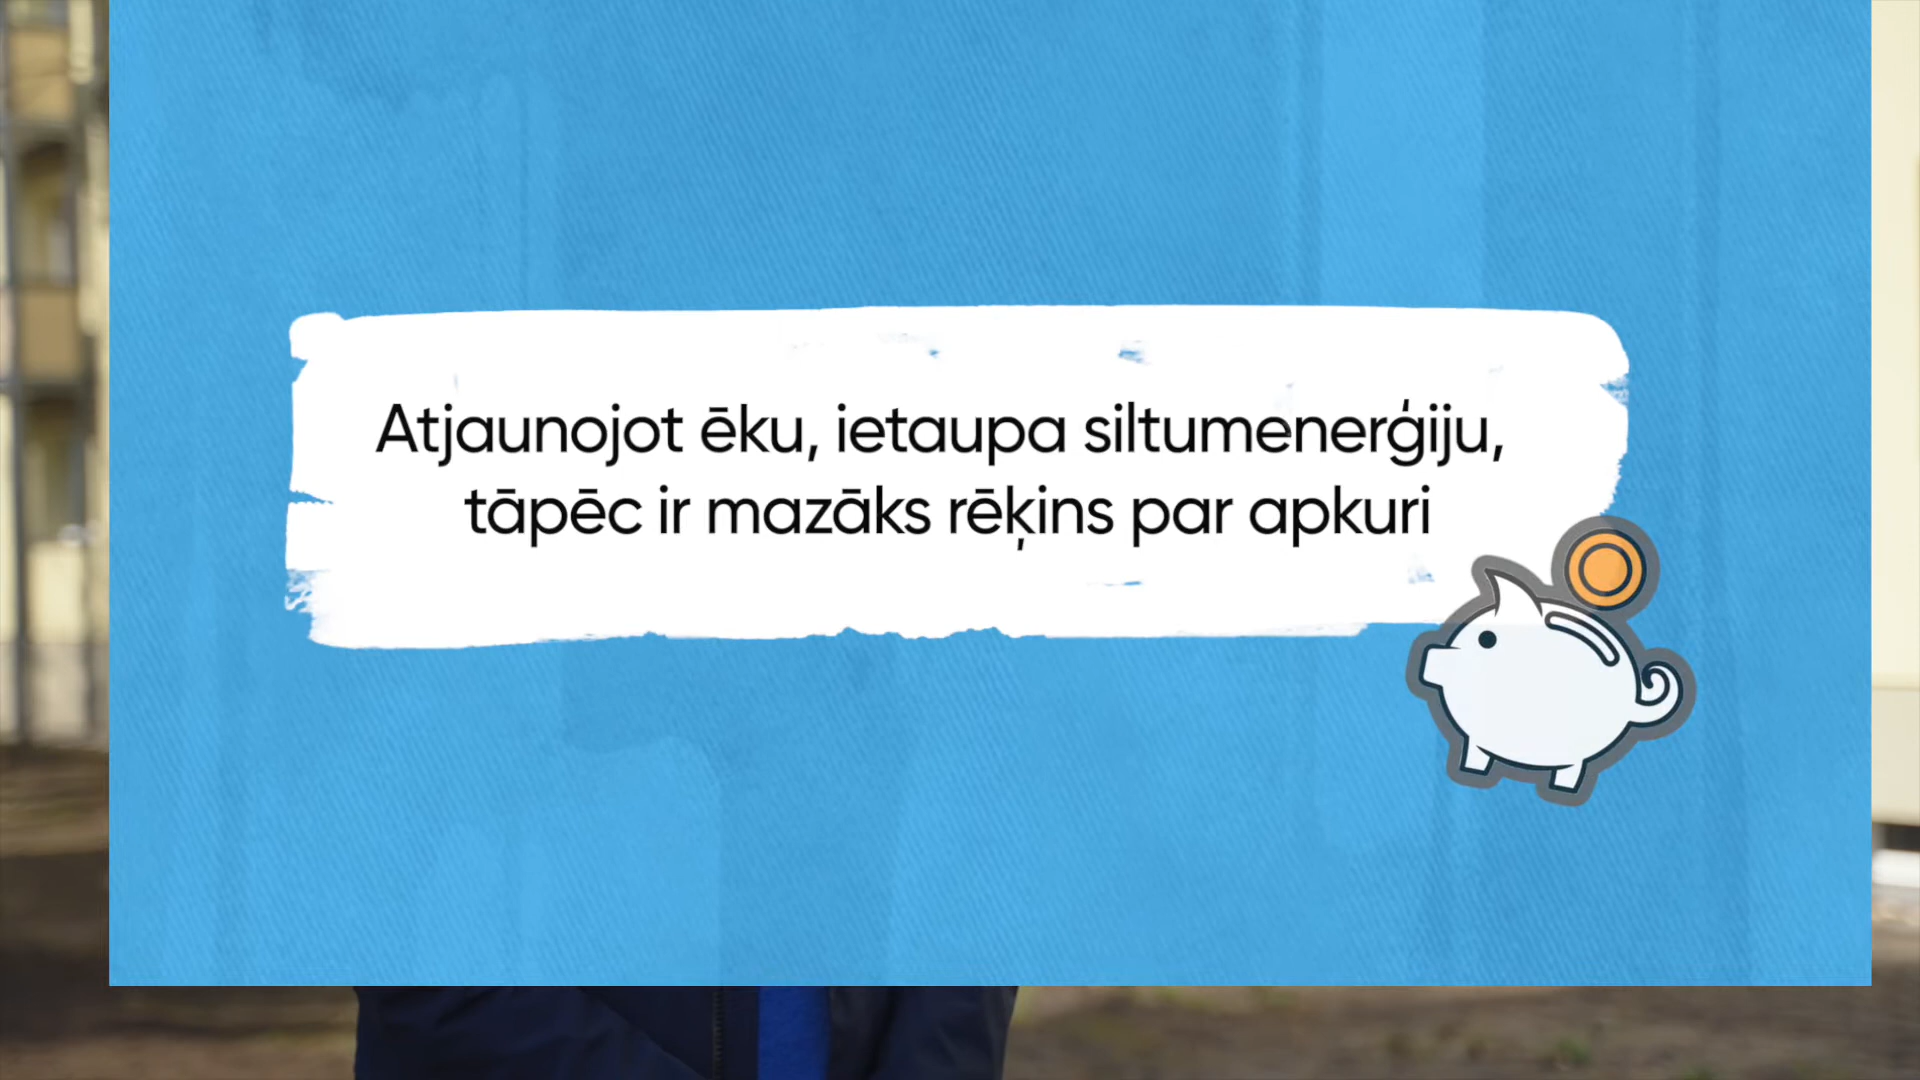 Atjaunojot ēku, ietaupa siltumenerģiju,
tāpēc ir mazāks rēķins par apkuri